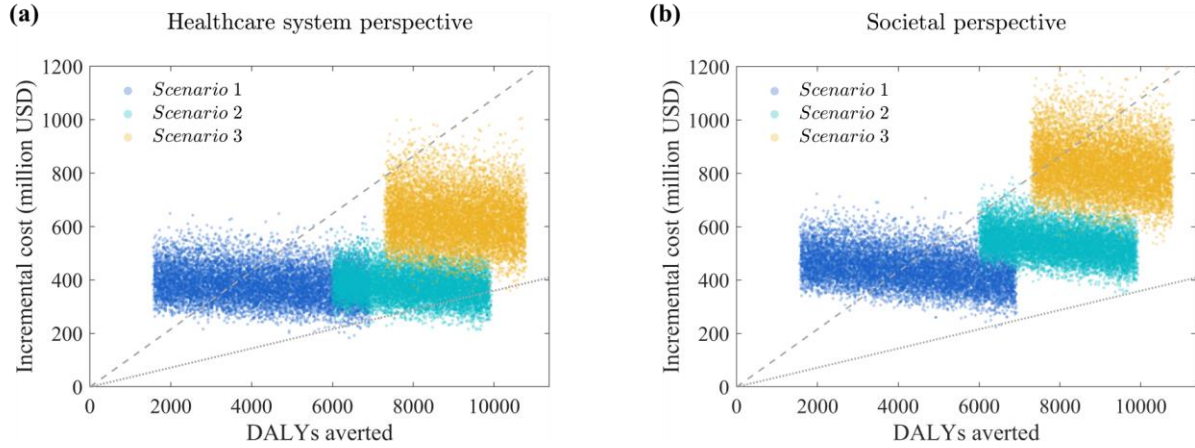 (a)
Healthcare system perspective
Incremental cost (million USD)
1200
1000
800
600
400
200
0
Scenario 1
Scenario 2
Scenario 3
0 2000 4000 6000 8000 10000
DALYs averted
(b)
Societal perspective
Incremental cost (million USD)
1200
1000
800
600
400
200
0
Scenario 1
Scenario 2
Scenario 3
0 2000 4000 6000 8000 10000
DALYs averted